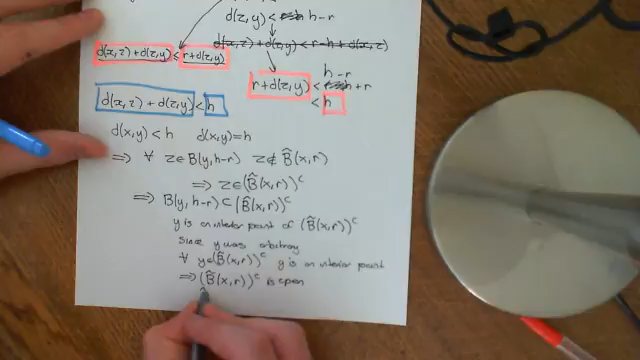 d(z,y) < h-r
d(x,z) + d(z,y) < r-h + d(x,z)
d(x,z) + d(z,y) ≤ r + d(z,y)
h-r
r + d(z,y) < + r
< h
d(x,z) + d(z,y) < h
d(x,y) < h d(x,y) = h
⇒ ∀ z∈B(y,h-r) z∉B̂(x,r)
⇒ z∈(B̂(x,r))ᶜ
⇒ B(y,h-r) ⊂ (B̂(x,r))ᶜ
y is an interior point of (B̂(x,r))ᶜ
since y was arbitrary
∀ y∈(B̂(x,r))ᶜ y is an interior point
⇒ (B̂(x,r))ᶜ is open